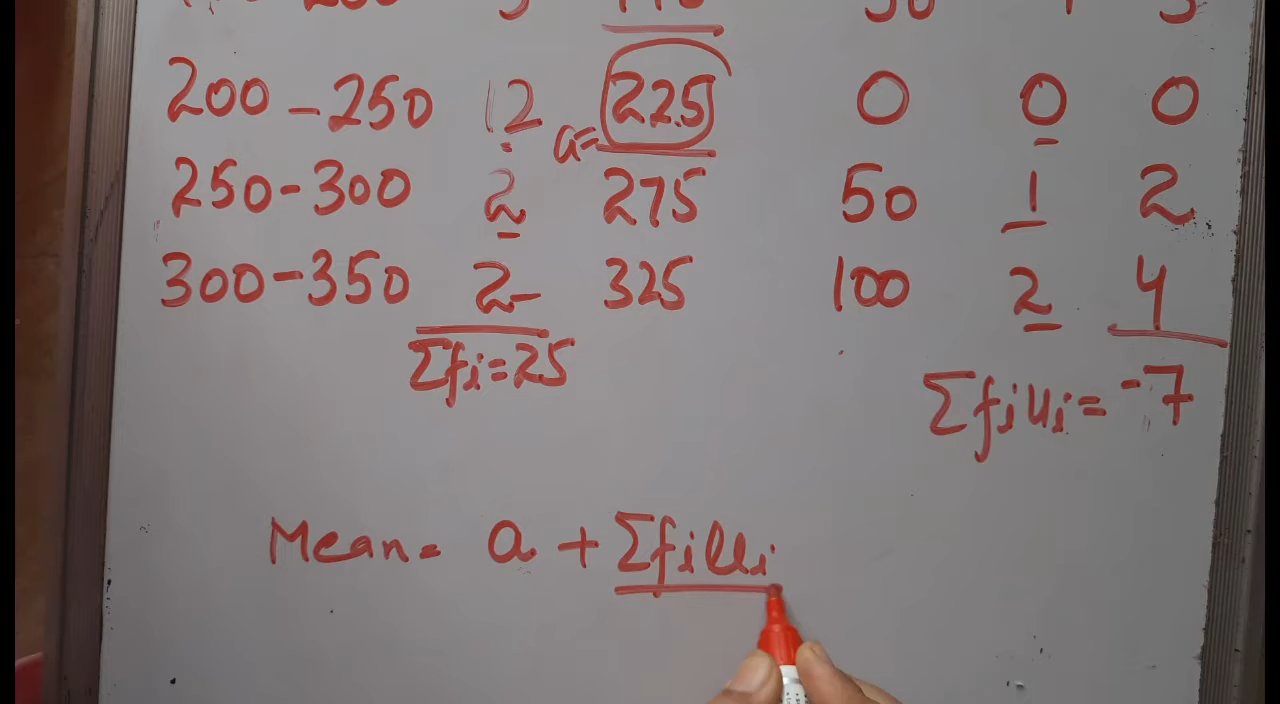 200 - 250 12 a= 225 0 0 0
250 - 300 2 275 50 1 2
300 - 350 2 325 100 2 4
Σfi = 25
Σfiui = -7
Mean = a + Σfiui